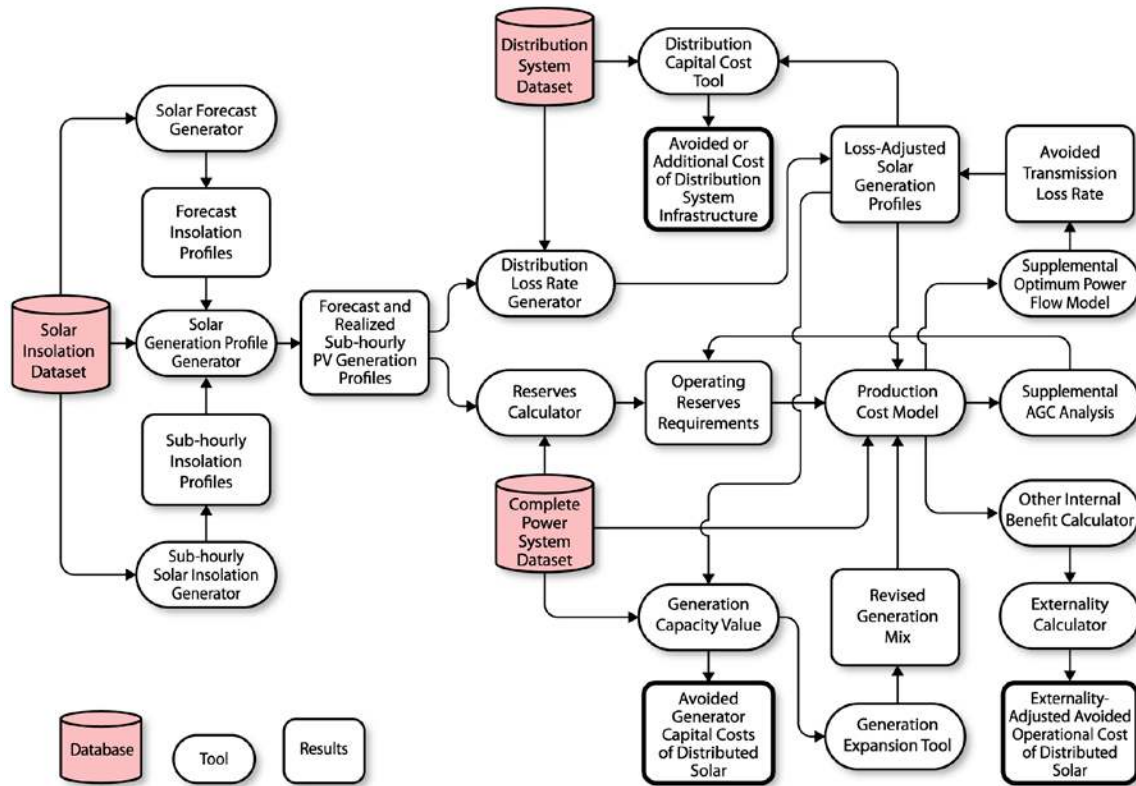 Distribution
System
Dataset
Distribution
Capital Cost
Tool
Solar Forecast
Generator
Avoided or
Additional Cost
of Distribution
System
Infrastructure
Loss-Adjusted
Solar
Generation
Profiles
Avoided
Transmission
Loss Rate
Forecast
Insolation
Profiles
Distribution
Loss Rate
Generator
Supplemental
Optimum Power
Flow Model
Solar
Insolation
Dataset
Solar
Generation Profile
Generator
Forecast and
Realized
Sub-hourly
PV Generation
Profiles
Reserves
Calculator
Operating
Reserves
Requirements
Production
Cost Model
Supplemental
AGC Analysis
Sub-hourly
Insolation
Profiles
Complete
Power
System
Dataset
Other Internal
Benefit Calculator
Sub-hourly
Solar Insolation
Generator
Generation
Capacity Value
Revised
Generation
Mix
Externality
Calculator
Avoided
Generator
Capital Costs
of Distributed
Solar
Generation
Expansion Tool
Externality-
Adjusted Avoided
Operational Cost
of Distributed
Solar
Database
Tool
Results